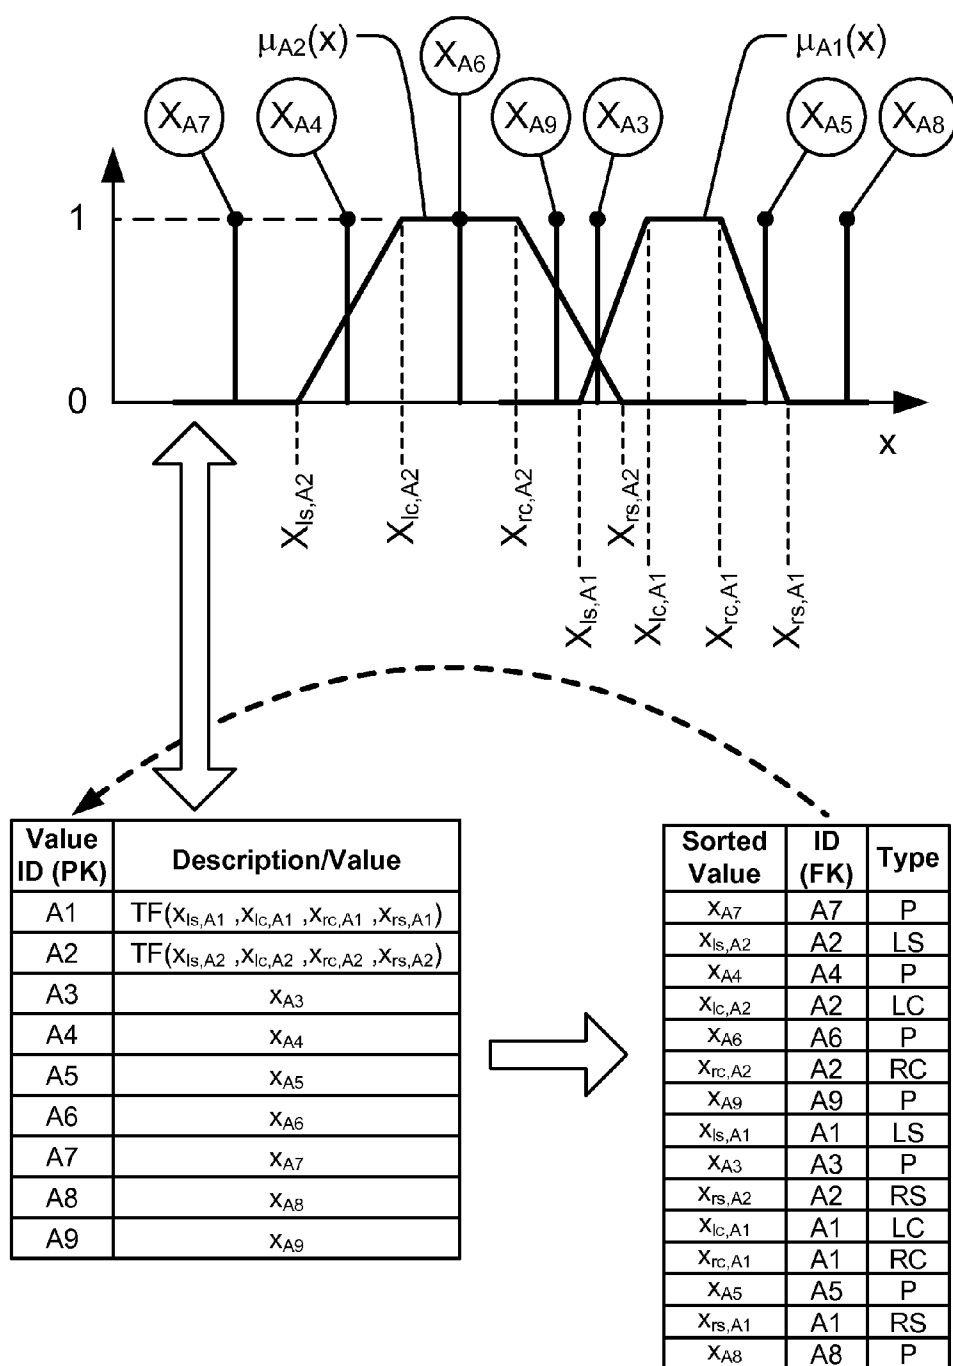 μA2(x)
XA6
μA1(x)
XA7
XA4
XA9
XA3
XA5
XA8
1
0
x
Xls,A2
Xlc,A2
Xrc,A2
Xrs,A2
Xls,A1
Xlc,A1
Xrc,A1
Xrs,A1
Value ID (PK) Description/Value
A1 TF(xls,A1 ,xlc,A1 ,xrc,A1 ,xrs,A1)
A2 TF(xls,A2 ,xlc,A2 ,xrc,A2 ,xrs,A2)
A3 xA3
A4 xA4
A5 xA5
A6 xA6
A7 xA7
A8 xA8
A9 xA9
Sorted Value ID (FK) Type
xA7 A7 P
xls,A2 A2 LS
xA4 A4 P
xlc,A2 A2 LC
xA6 A6 P
xrc,A2 A2 RC
xA9 A9 P
xls,A1 A1 LS
xA3 A3 P
xrs,A2 A2 RS
xlc,A1 A1 LC
xrc,A1 A1 RC
xA5 A5 P
xrs,A1 A1 RS
xA8 A8 P